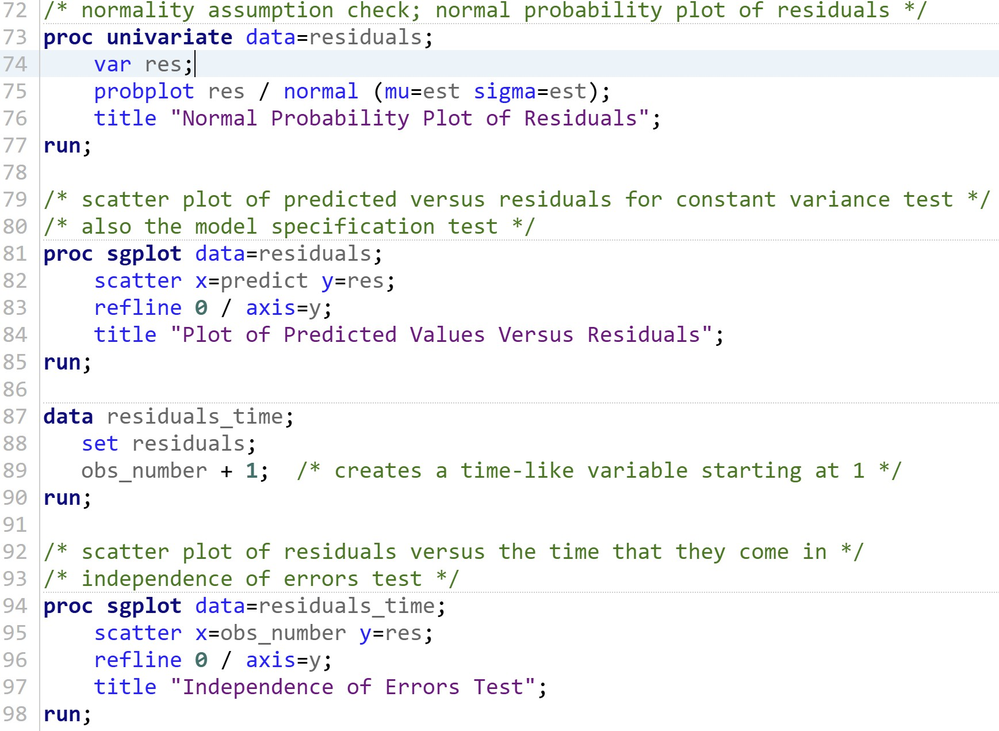 72 /* normality assumption check; normal probability plot of residuals */
73 proc univariate data=residuals;
74     var res;
75     probplot res / normal (mu=est sigma=est);
76     title "Normal Probability Plot of Residuals";
77 run;
78
79 /* scatter plot of predicted versus residuals for constant variance test */
80 /* also the model specification test */
81 proc sgplot data=residuals;
82     scatter x=predict y=res;
83     refline 0 / axis=y;
84     title "Plot of Predicted Values Versus Residuals";
85 run;
86
87 data residuals_time;
88    set residuals;
89    obs_number + 1;  /* creates a time-like variable starting at 1 */
90 run;
91
92 /* scatter plot of residuals versus the time that they come in */
93 /* independence of errors test */
94 proc sgplot data=residuals_time;
95     scatter x=obs_number y=res;
96     refline 0 / axis=y;
97     title "Independence of Errors Test";
98 run;